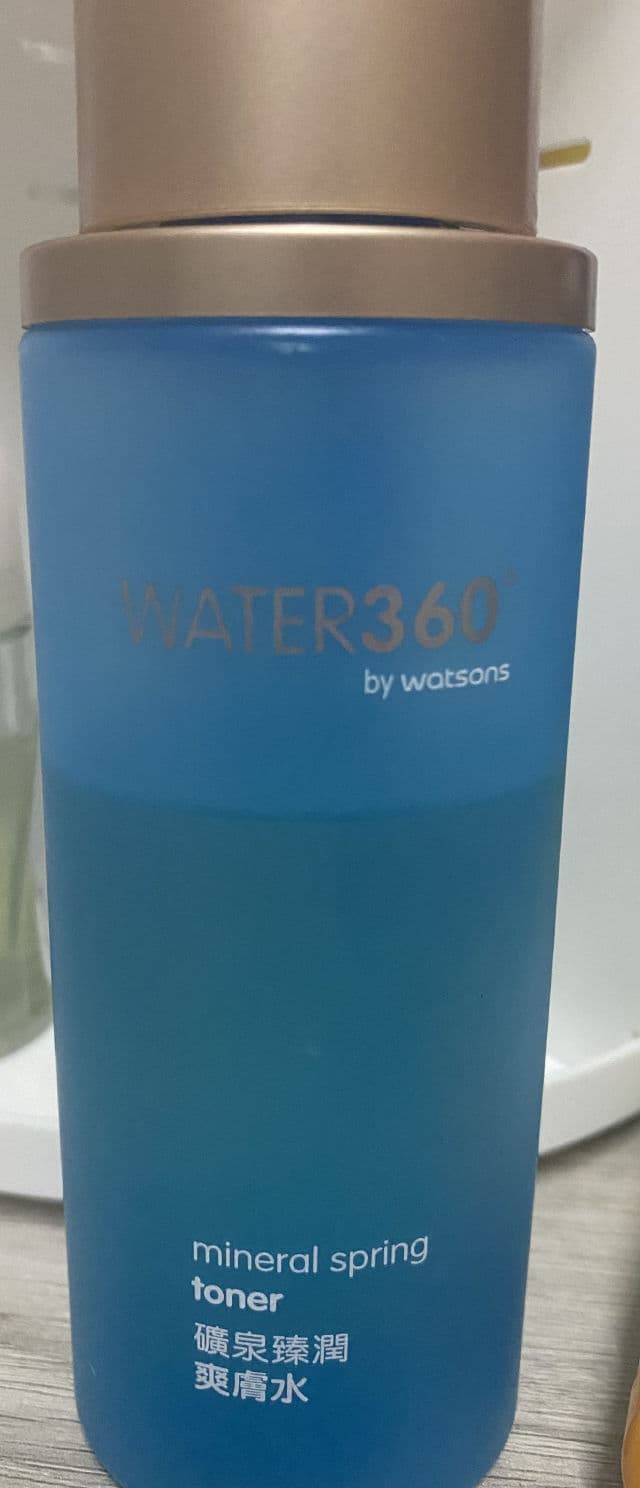 WATER360°
by watsons
mineral spring
toner
礦泉臻潤
爽膚水